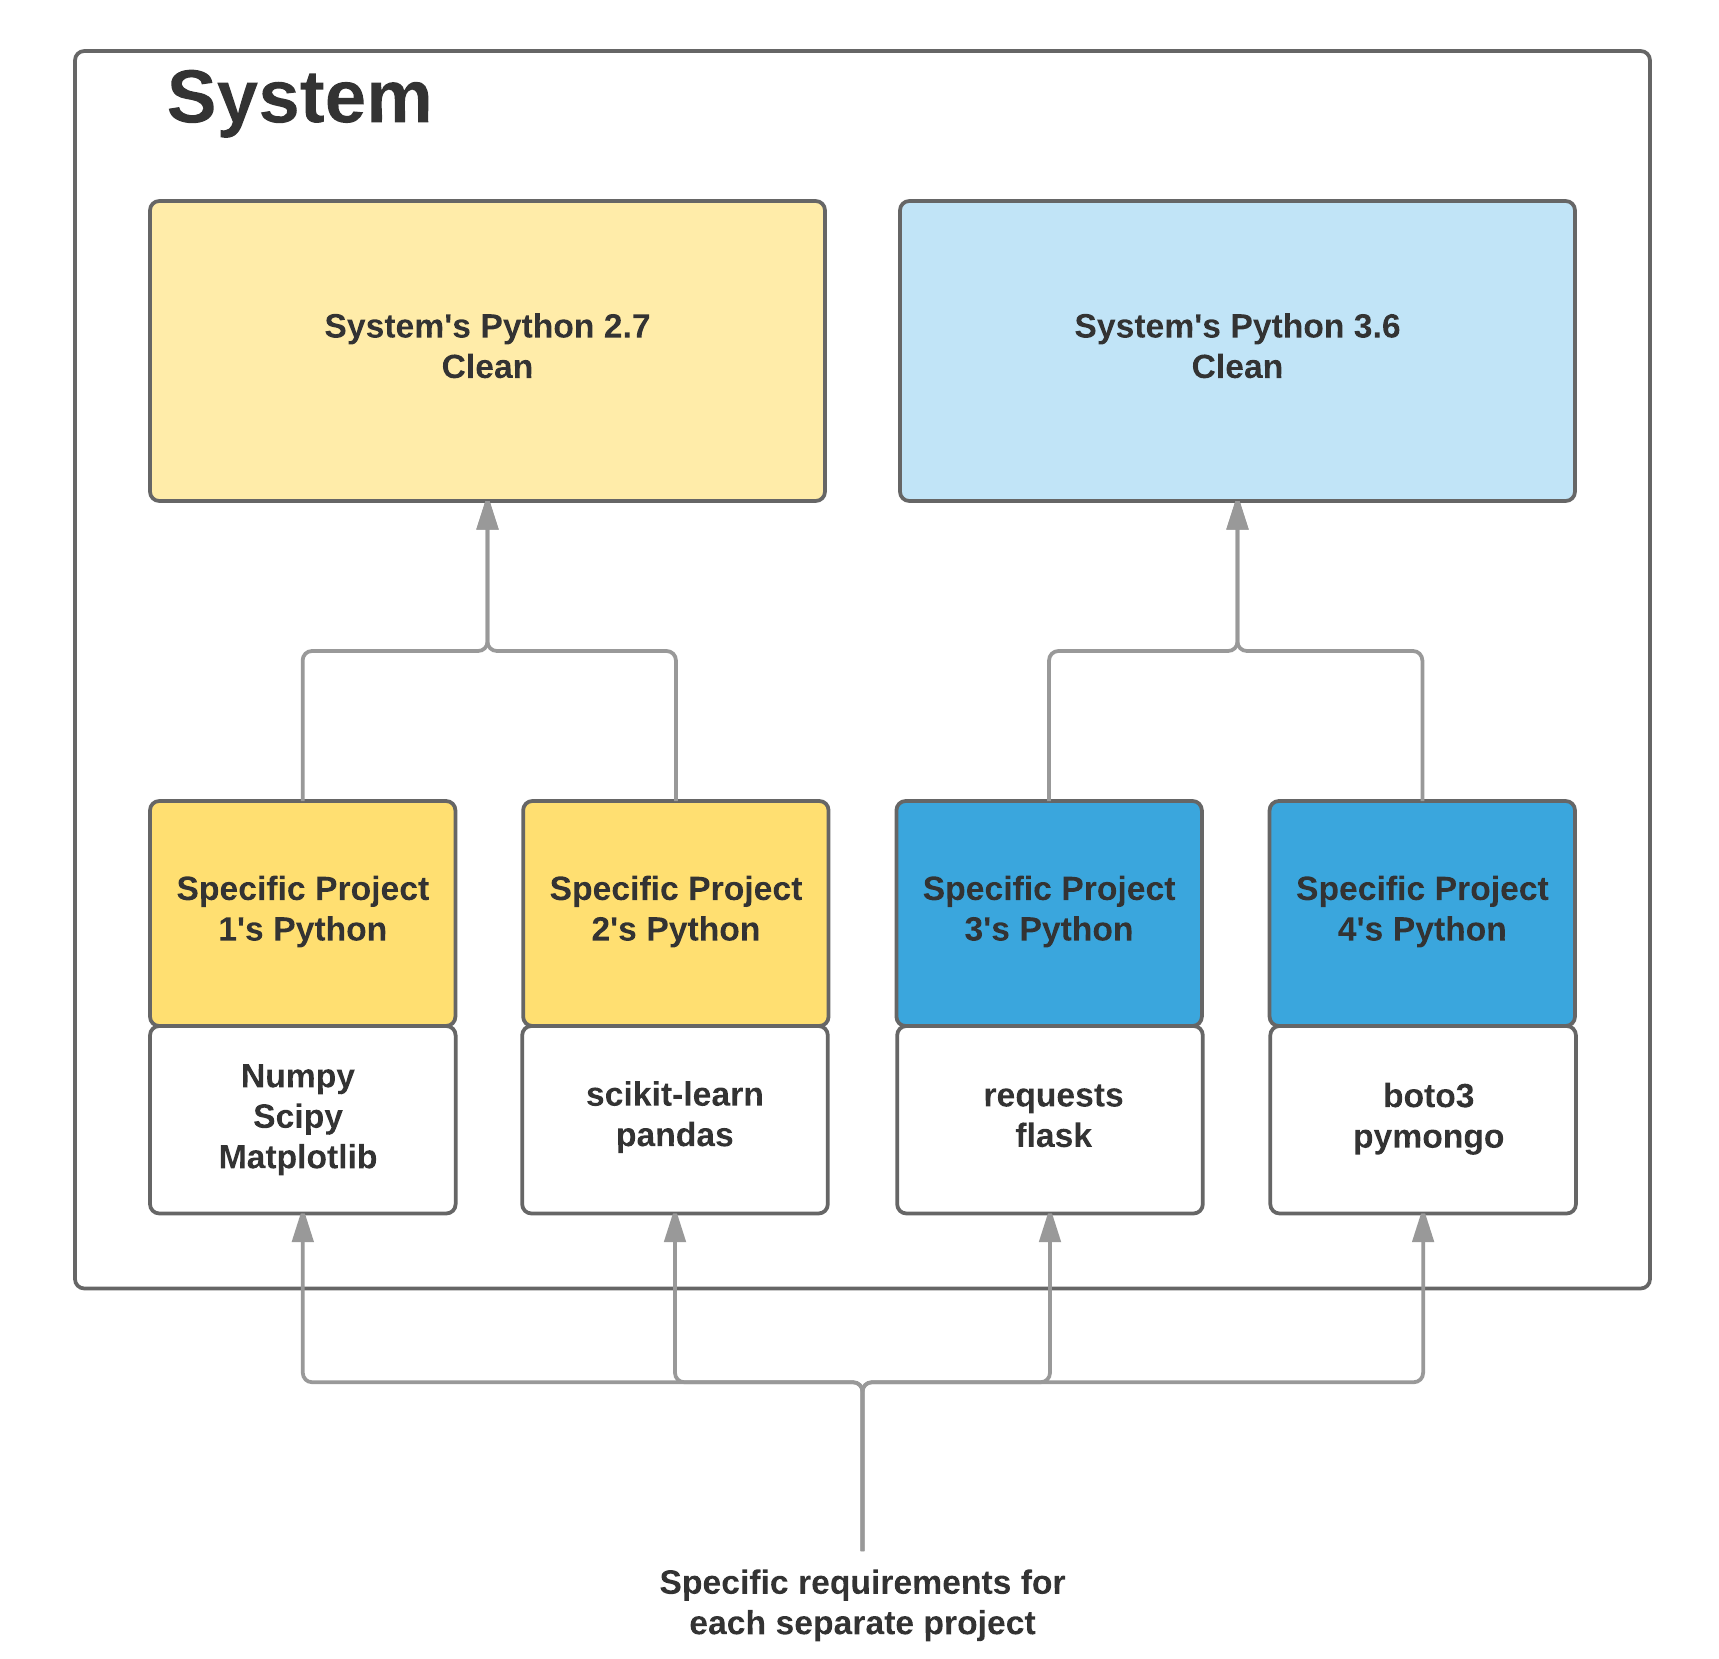 System
System's Python 2.7
Clean
System's Python 3.6
Clean
Specific Project
1's Python
Specific Project
2's Python
Specific Project
3's Python
Specific Project
4's Python
Numpy
Scipy
Matplotlib
scikit-learn
pandas
requests
flask
boto3
pymongo
Specific requirements for
each separate project